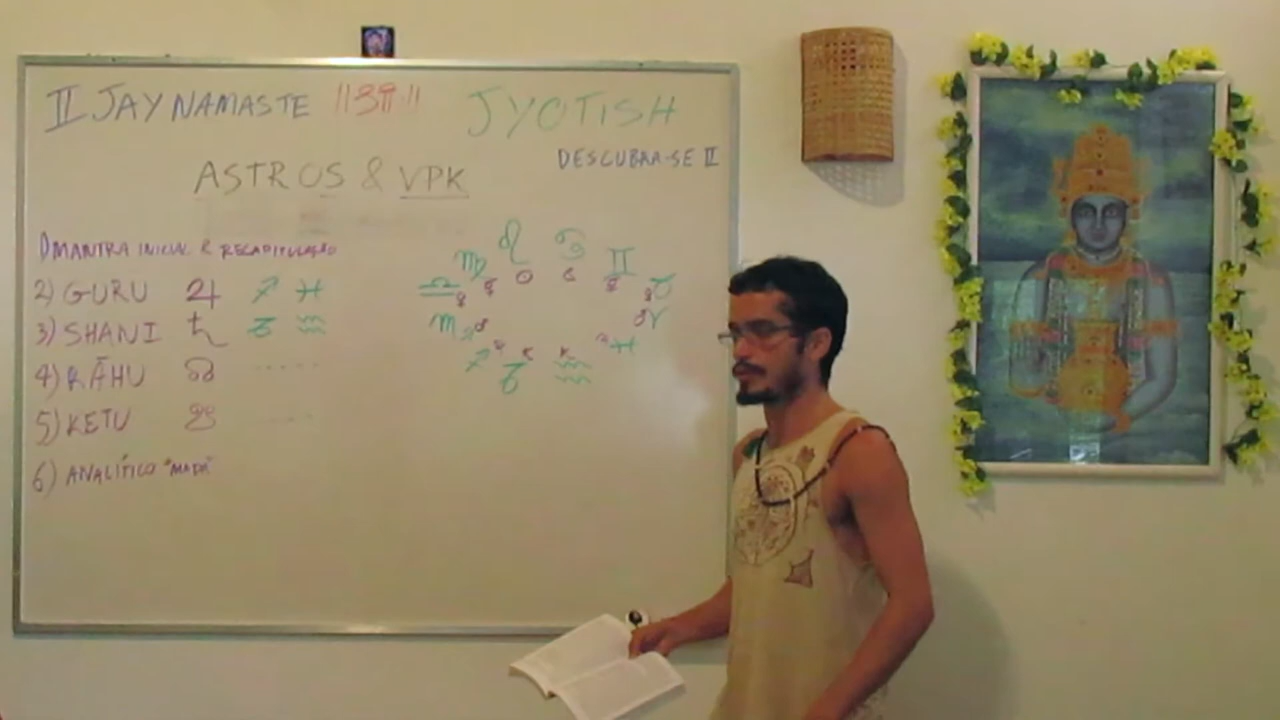 II JAY NAMASTE ||ॐ|| JYOTISH
DESCUBRA-SE II
ASTROS & VPK
1) MANTRA INICIAL & RECAPITULAÇÃO
2) GURU ♃ ♐ ♓
3) SHANI ♄ ♑ ♒
4) RĀHU ☊ .....
5) KETU ☋ ....
6) ANALÍTICO "MAPA"
♎ ♍ ♌ ♋ ♊ ♉
♏ ♈
♐ ♑ ♒ ♓